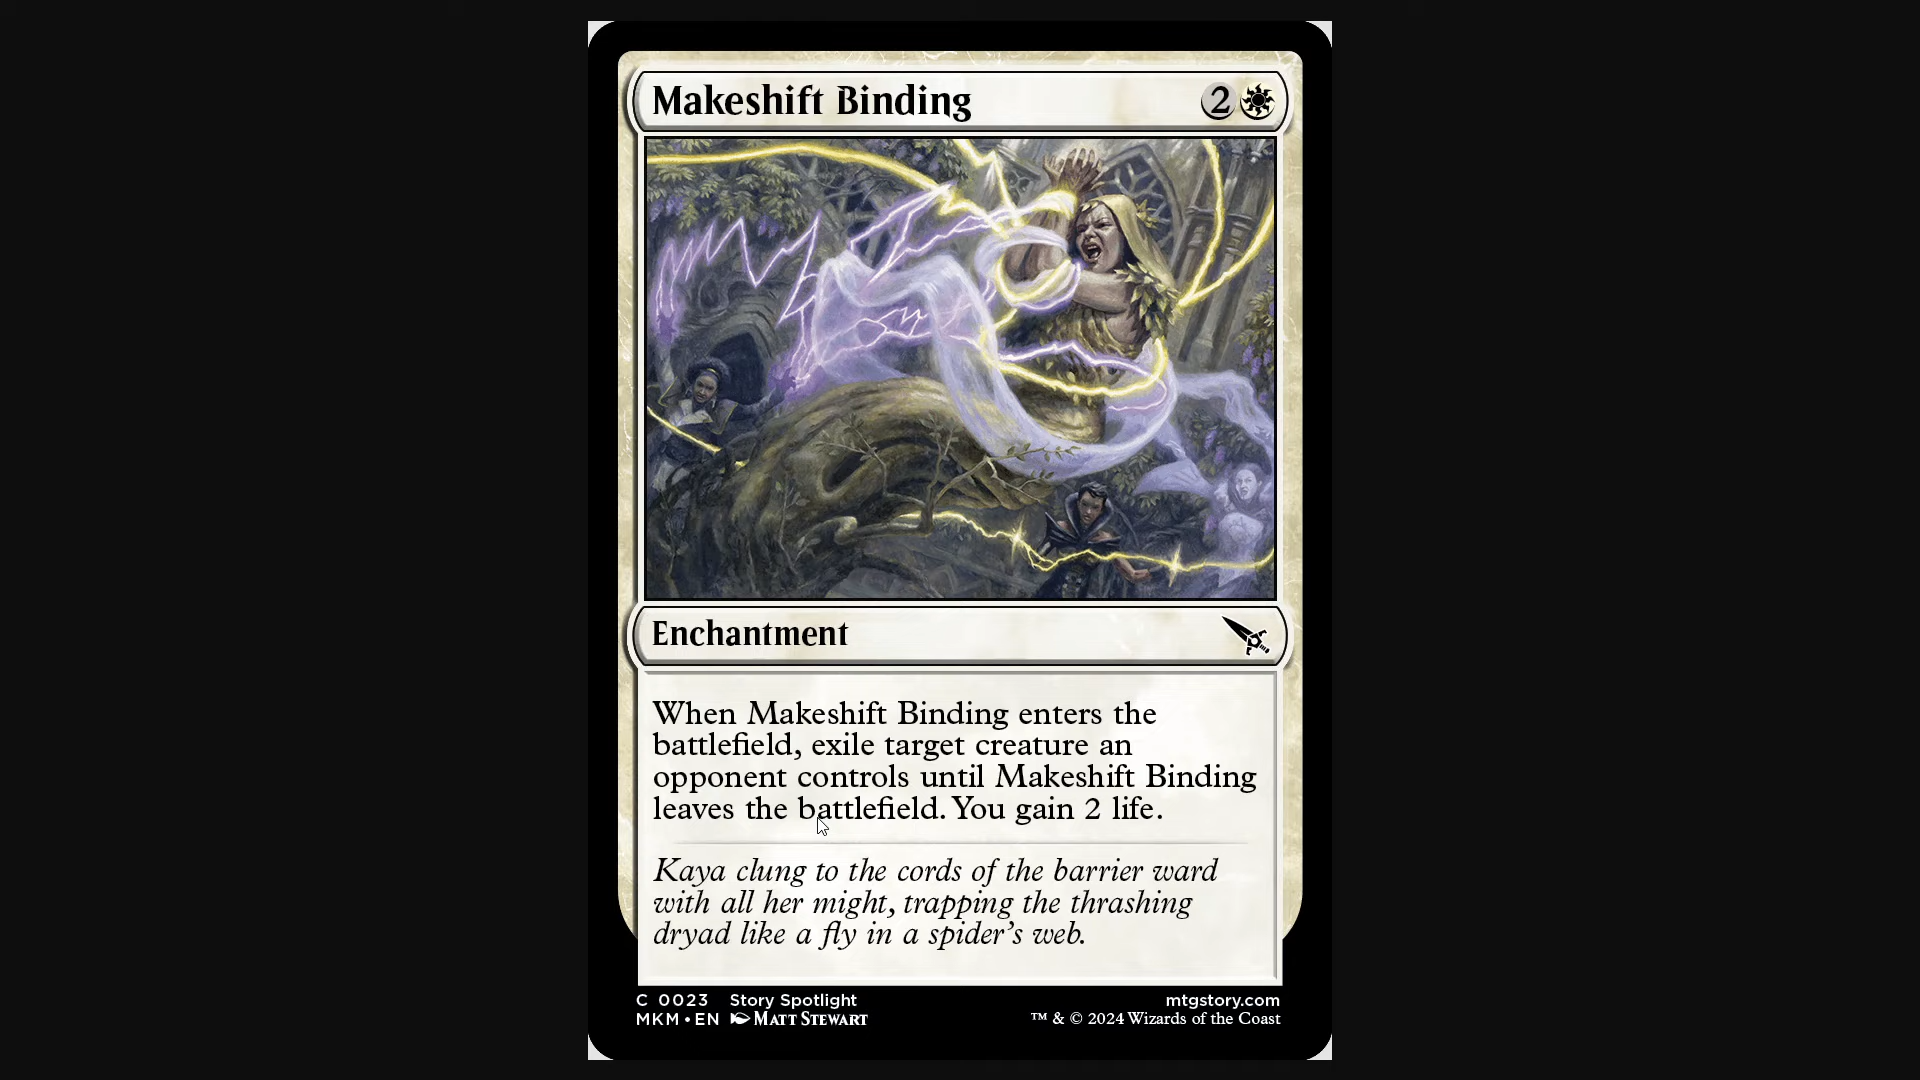 Makeshift Binding 2
Enchantment
When Makeshift Binding enters the
battlefield, exile target creature an
opponent controls until Makeshift Binding
leaves the battlefield. You gain 2 life.
Kaya clung to the cords of the barrier ward
with all her might, trapping the thrashing
dryad like a fly in a spider's web.
C 0023 Story Spotlight mtgstory.com
MKM • EN Matt Stewart ™ & © 2024 Wizards of the Coast